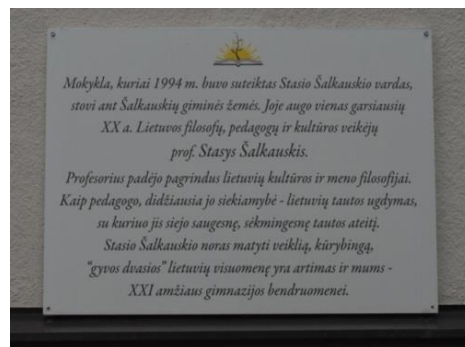 Mokykla, kuriai 1994 m. buvo suteiktas Stasio Šalkauskio vardas,
stovi ant Šalkauskių giminės žemės. Joje augo vienas garsiausių
XX a. Lietuvos filosofų, pedagogų ir kultūros veikėjų
prof. Stasys Šalkauskis.
Profesorius padėjo pagrindus lietuvių kultūros ir meno filosofijai.
Kaip pedagogo, didžiausia jo siekiamybė - lietuvių tautos ugdymas,
su kuriuo jis siejo saugesnę, sėkmingesnę tautos ateitį.
Stasio Šalkauskio noras matyti veiklią, kūrybingą,
"gyvos dvasios" lietuvių visuomenę yra artimas ir mums -
XXI amžiaus gimnazijos bendruomenei.